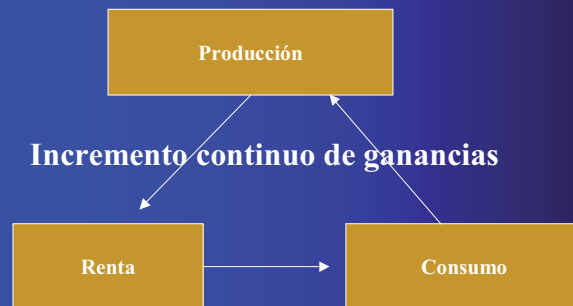 Producción
Incremento continuo de ganancias
Renta
Consumo